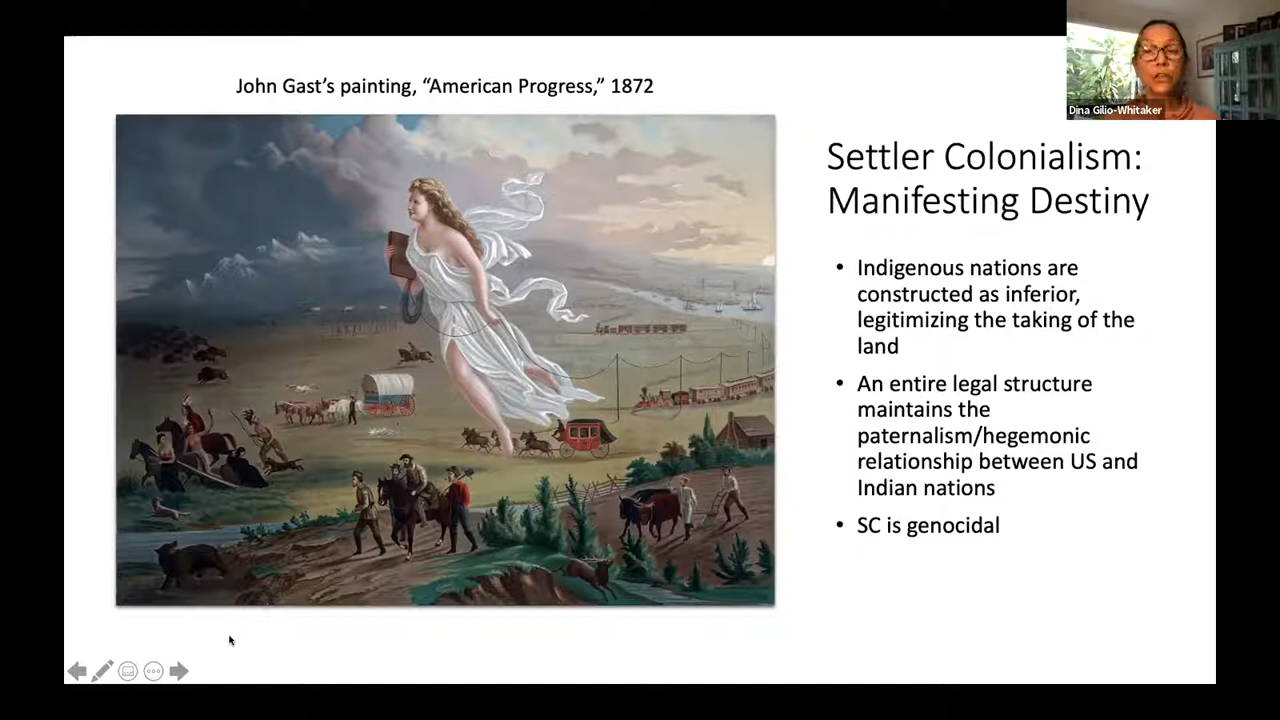 John Gast’s painting, “American Progress,” 1872
Dina Gilio-Whitaker
Settler Colonialism:
Manifesting Destiny
• Indigenous nations are
constructed as inferior,
legitimizing the taking of the
land
• An entire legal structure
maintains the
paternalism/hegemonic
relationship between US and
Indian nations
• SC is genocidal